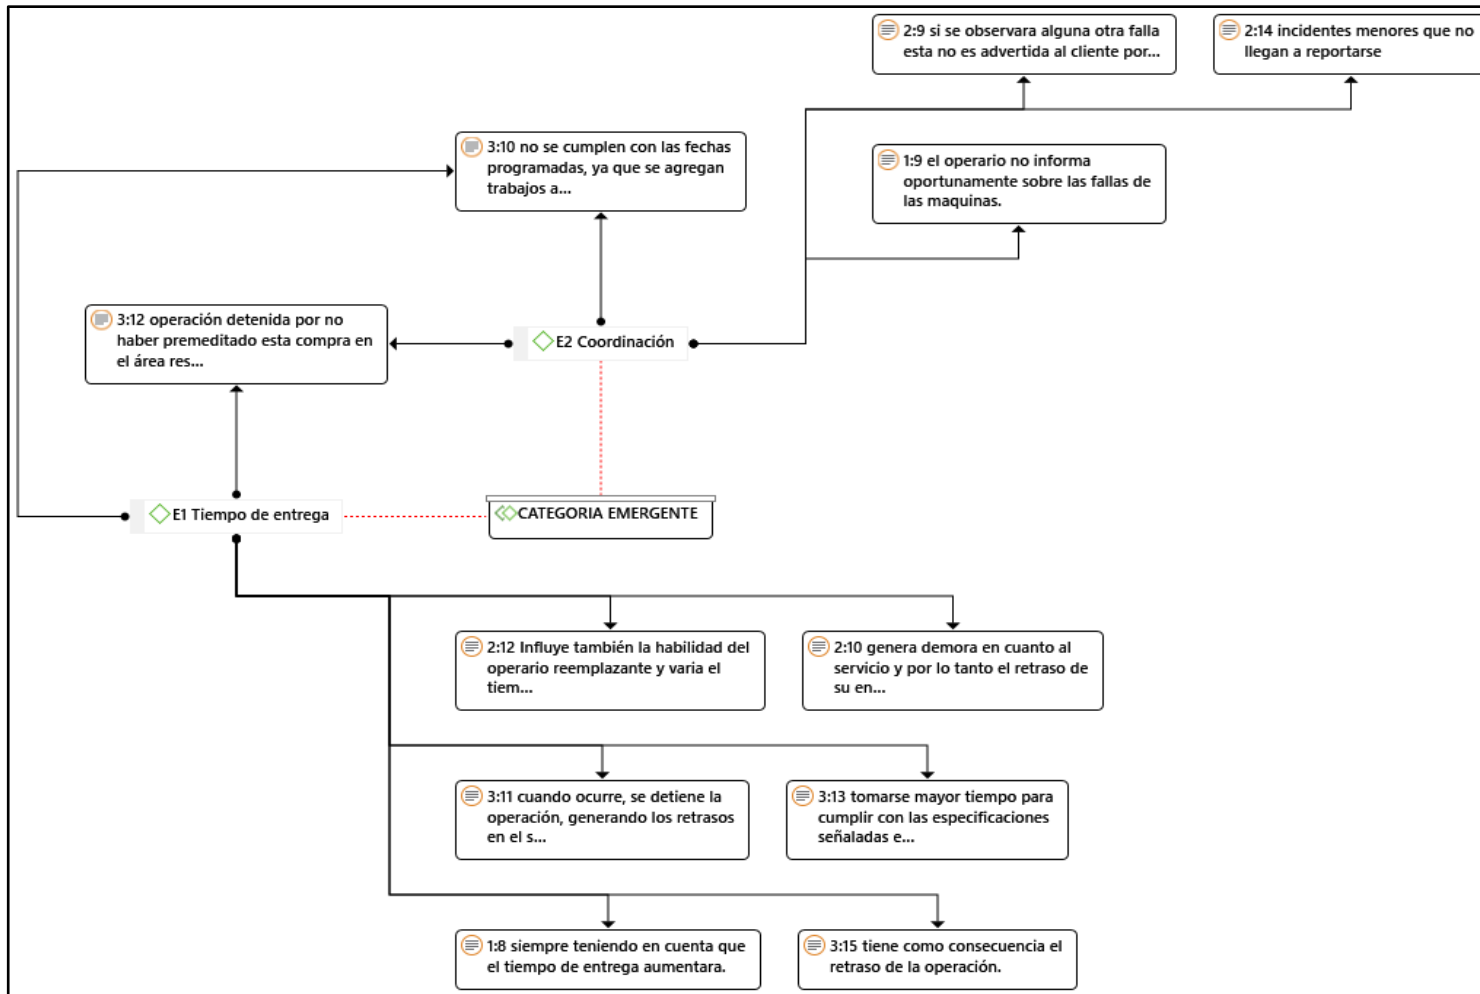 2:9 si se observara alguna otra falla
esta no es advertida al cliente por...
2:14 incidentes menores que no
llegan a reportarse
3:10 no se cumplen con las fechas
programadas, ya que se agregan
trabajos a...
1:9 el operario no informa
oportunamente sobre las fallas de
las maquinas.
3:12 operación detenida por no
haber premeditado esta compra en
el área res...
E2 Coordinación
E1 Tiempo de entrega
CATEGORIA EMERGENTE
2:12 Influye también la habilidad del
operario reemplazante y varia el
tiem...
2:10 genera demora en cuanto al
servicio y por lo tanto el retraso de
su en...
3:11 cuando ocurre, se detiene la
operación, generando los retrasos
en el s...
3:13 tomarse mayor tiempo para
cumplir con las especificaciones
señaladas e...
1:8 siempre teniendo en cuenta que
el tiempo de entrega aumentara.
3:15 tiene como consecuencia el
retraso de la operación.